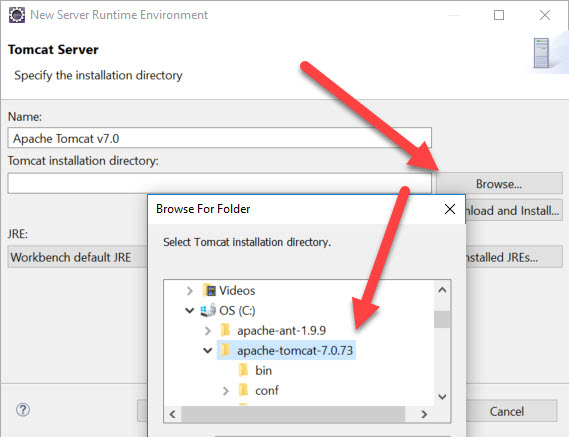 New Server Runtime Environment
Tomcat Server
Specify the installation directory
Name:
Apache Tomcat v7.0
Tomcat installation directory:
Browse...
nload and Install...
JRE:
Workbench default JRE
nstalled JREs...
Browse For Folder
Select Tomcat installation directory.
Videos
OS (C:)
apache-ant-1.9.9
apache-tomcat-7.0.73
bin
conf
?
Cancel